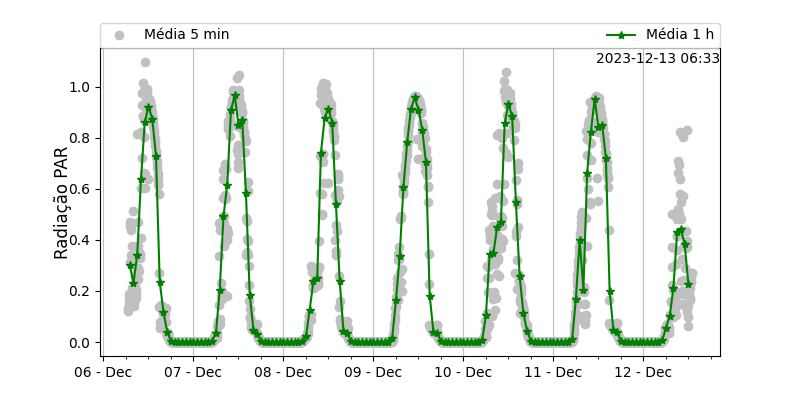 Média 5 min
Média 1 h
2023-12-13 06:33
Radiação PAR
1.0
0.8
0.6
0.4
0.2
0.0
06 - Dec
07 - Dec
08 - Dec
09 - Dec
10 - Dec
11 - Dec
12 - Dec